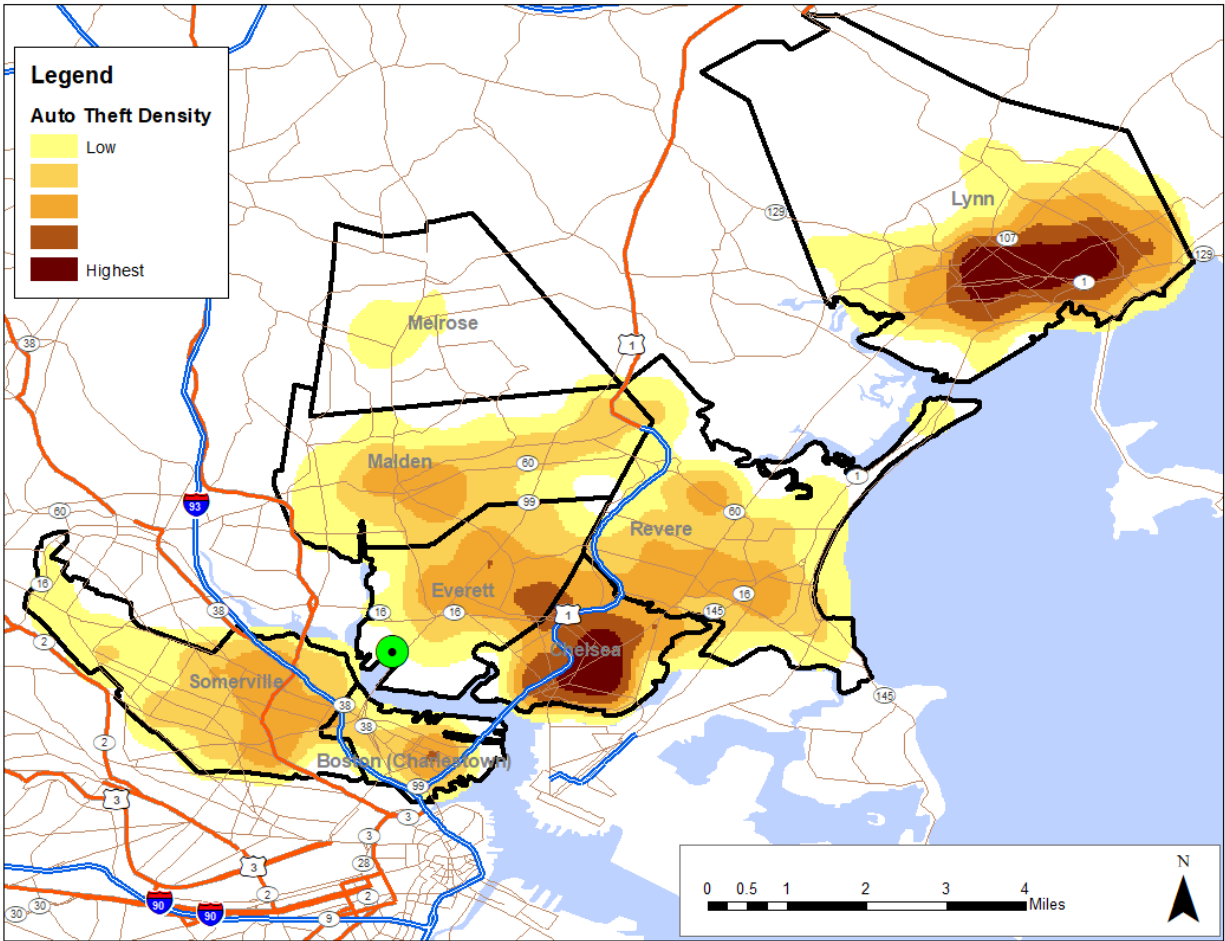 Legend
Auto Theft Density
Low
Highest
Lynn
129
107
129
1
Melrose
38
1
Malden
60
99
1
93
60
60
Revere
Everett
16
16
16
16
38
1
145
Chelsea
2
Somerville
145
38
38
2
Boston (Charlestown)
99
3
3
3
3
28
2
2
90
90
30
30
9
0 0.5 1 2 3 4
Miles
N